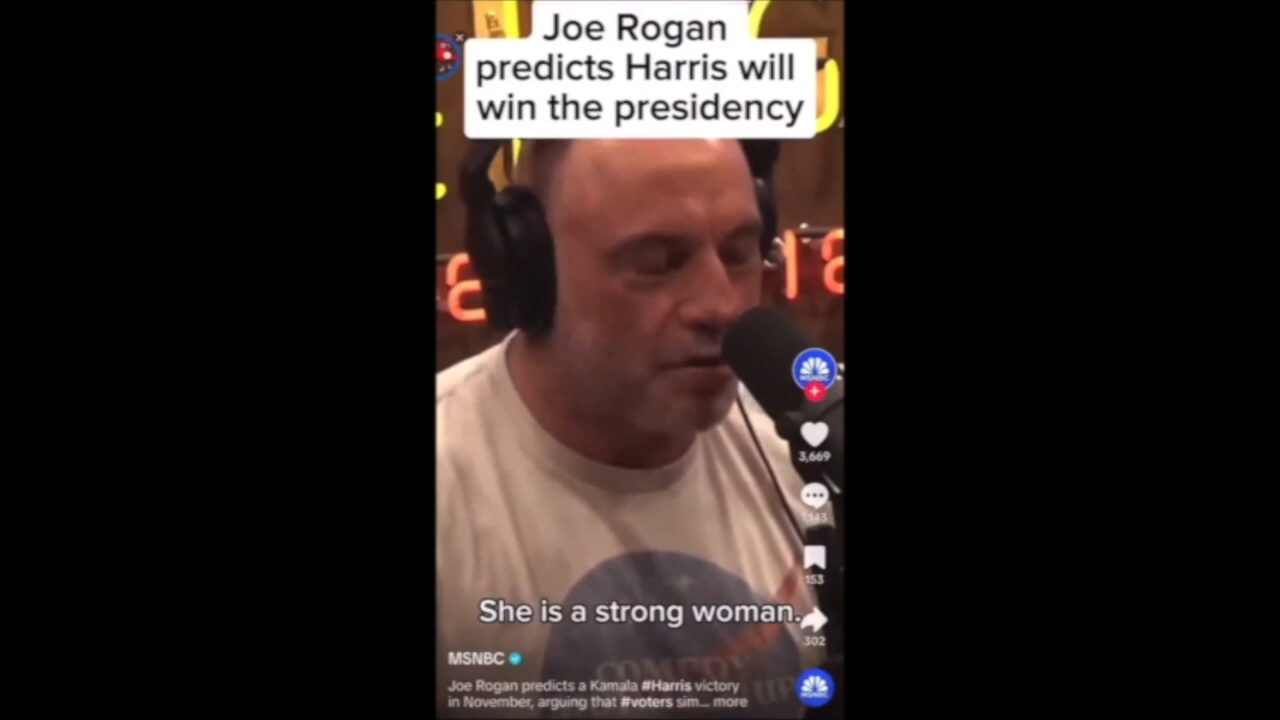 Joe Rogan
predicts Harris will
win the presidency
MSNBC
3,669
153
She is a strong woman.
302
MSNBC
Joe Rogan predicts a Kamala #Harris victory
in November, arguing that #voters sim... more